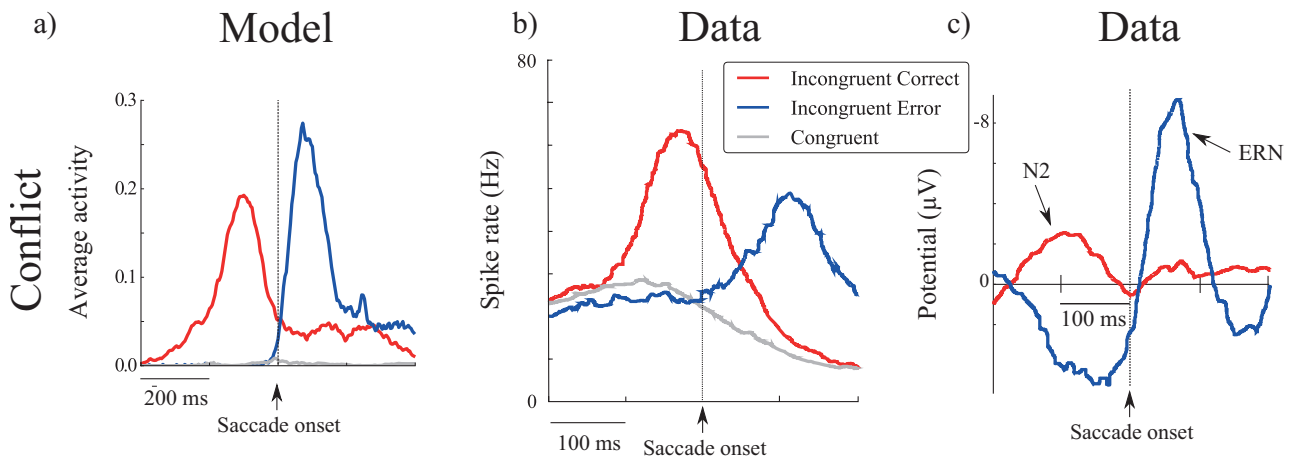 a)
Model
b)
Data
c)
Data
Conflict
Average activity
0.3
0.2
0.1
0.0
200 ms
Saccade onset
Spike rate (Hz)
80
0
100 ms
Saccade onset
Incongruent Correct
Incongruent Error
Congruent
Potential (µV)
-8
0
N2
ERN
100 ms
Saccade onset